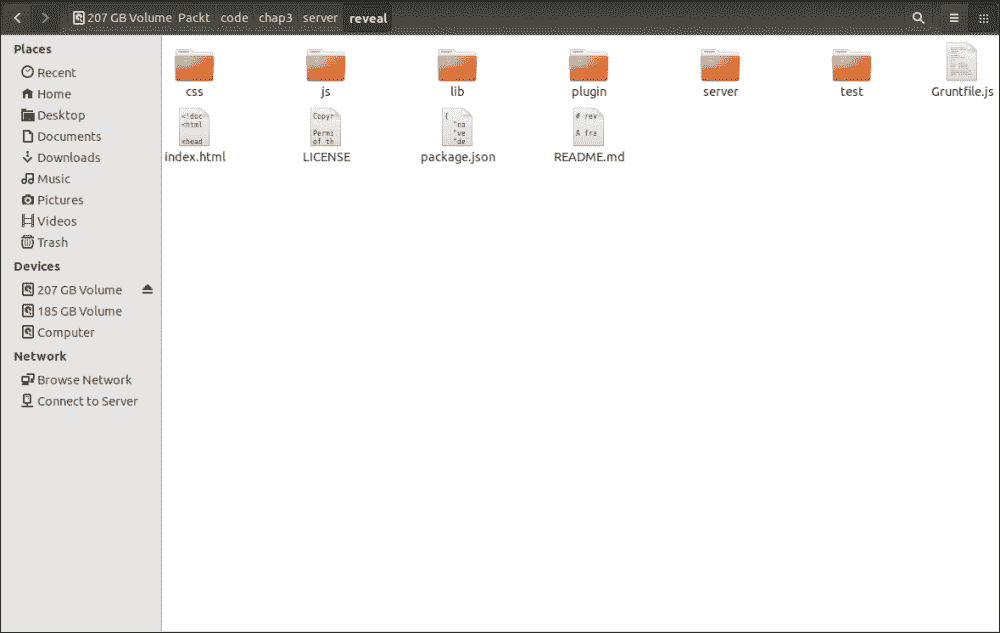 207 GB Volume Packt code chap3 server reveal
Places
Recent
Home
Desktop
Documents
Downloads
Music
Pictures
Videos
Trash
Devices
207 GB Volume
185 GB Volume
Computer
Network
Browse Network
Connect to Server
css js lib plugin server test Gruntfile.js
<!doc
<html
<head
Copyr
Permi
of th
{
"na
"ve
"de
# rev
A fra
index.html LICENSE package.json README.md